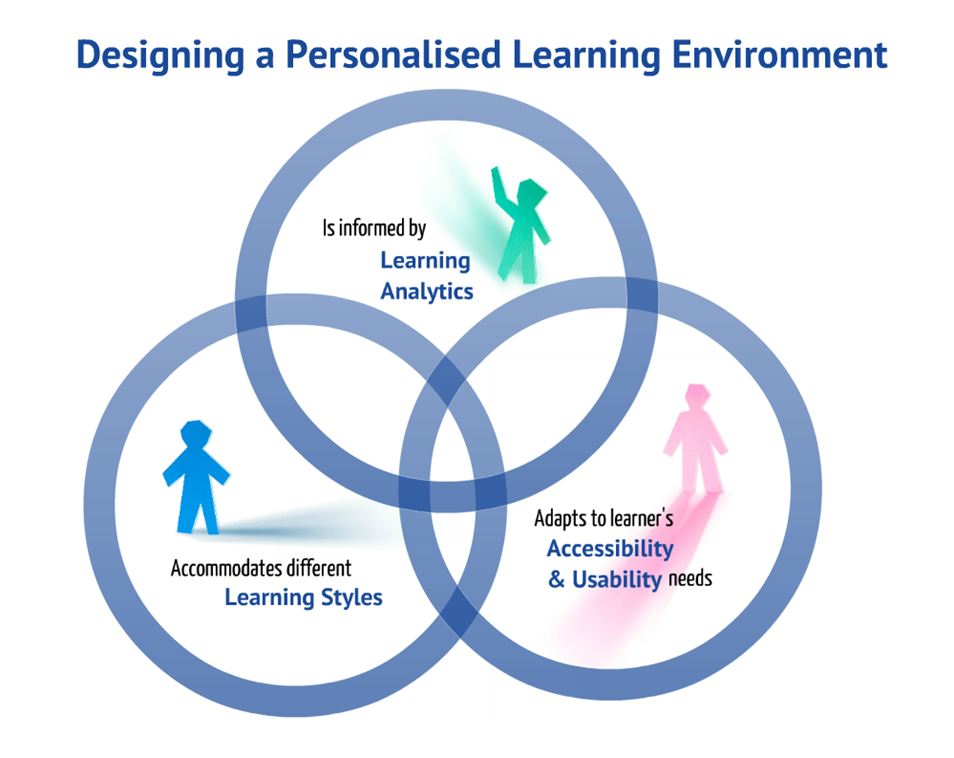 Designing a Personalised Learning Environment
Is informed by
Learning
Analytics
Accommodates different
Learning Styles
Adapts to learner's
Accessibility
& Usability needs